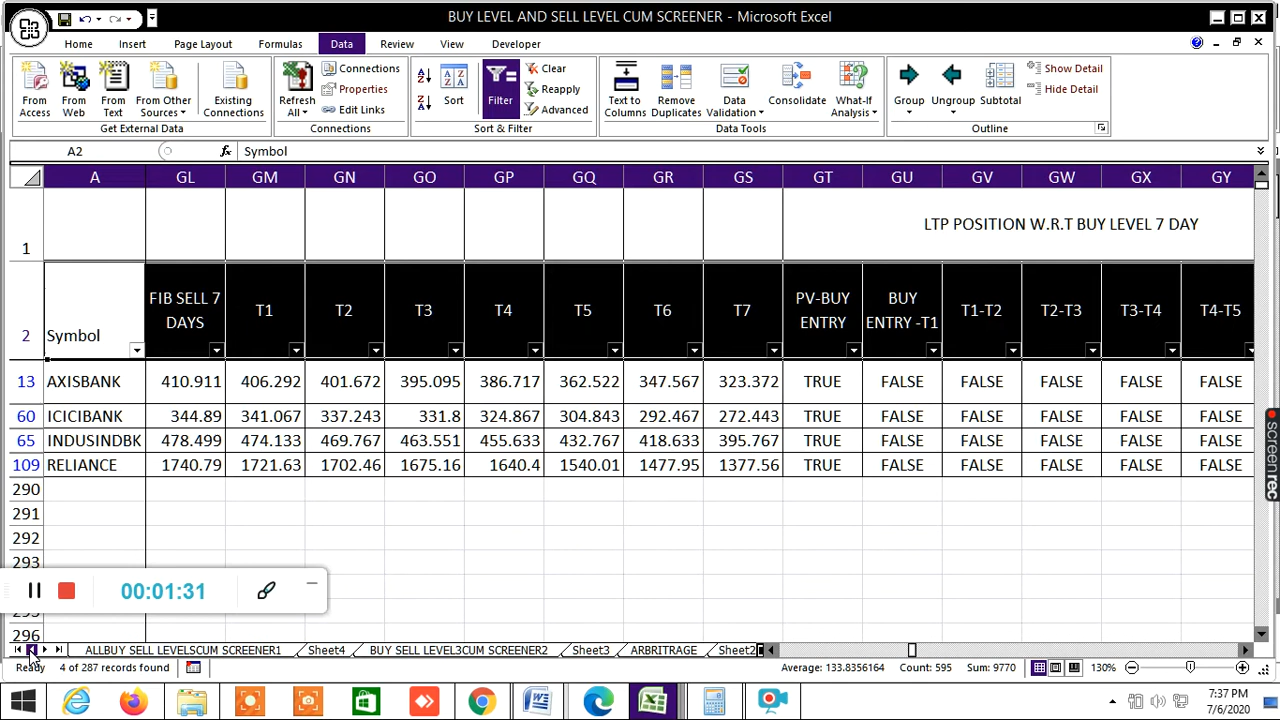 BUY LEVEL AND SELL LEVEL CUM SCREENER - Microsoft Excel
Home Insert Page Layout Formulas Data Review View Developer
From Access
From Web
From Text
From Other Sources
Existing Connections
Get External Data
Refresh All
Connections
Properties
Edit Links
Connections
Sort
Filter
Clear
Reapply
Advanced
Sort & Filter
Text to Columns
Remove Duplicates
Data Validation
Consolidate
What-If Analysis
Data Tools
Group
Ungroup
Subtotal
Show Detail
Hide Detail
Outline
A2 fx Symbol
A GL GM GN GO GP GQ GR GS GT GU GV GW GX GY
1 LTP POSITION W.R.T BUY LEVEL 7 DAY
2 Symbol FIB SELL 7 DAYS T1 T2 T3 T4 T5 T6 T7 PV-BUY ENTRY BUY ENTRY -T1 T1-T2 T2-T3 T3-T4 T4-T5
13 AXISBANK 410.911 406.292 401.672 395.095 386.717 362.522 347.567 323.372 TRUE FALSE FALSE FALSE FALSE FALSE
60 ICICIBANK 344.89 341.067 337.243 331.8 324.867 304.843 292.467 272.443 TRUE FALSE FALSE FALSE FALSE FALSE
65 INDUSINDBK 478.499 474.133 469.767 463.551 455.633 432.767 418.633 395.767 TRUE FALSE FALSE FALSE FALSE FALSE
109 RELIANCE 1740.79 1721.63 1702.46 1675.16 1640.4 1540.01 1477.95 1377.56 TRUE FALSE FALSE FALSE FALSE FALSE
290
291
292
293
00:01:31
296
screenrec
ALLBUY SELL LEVELSCUM SCREENER1 Sheet4 BUY SELL LEVEL3CUM SCREENER2 Sheet3 ARBRITRAGE Sheet2
Ready 4 of 287 records found Average: 133.8356164 Count: 595 Sum: 9770 130%
7:37 PM
7/6/2020